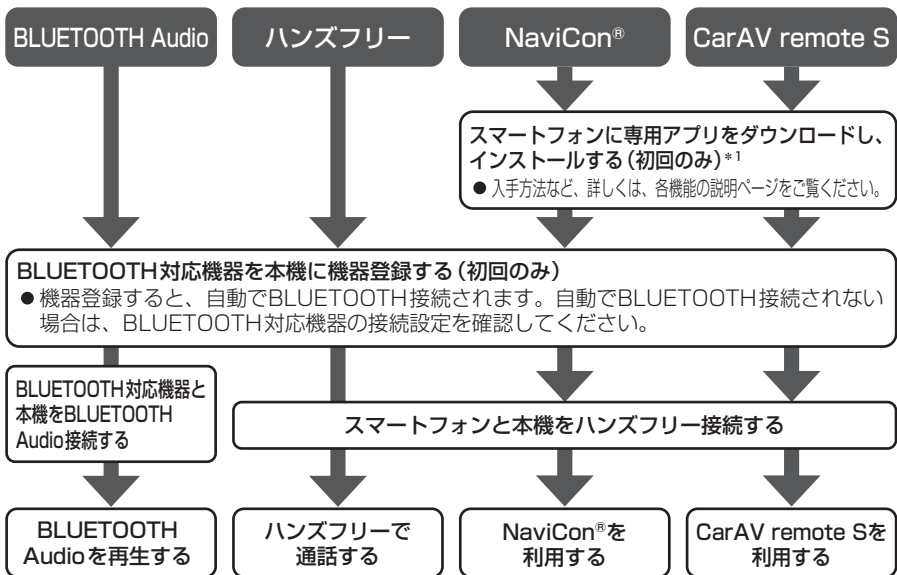 BLUETOOTH Audio
ハンズフリー
NaviCon®
CarAV remote S
スマートフォンに専用アプリをダウンロードし、
インストールする(初回のみ)*1
● 入手方法など、詳しくは、各機能の説明ページをご覧ください。
BLUETOOTH対応機器を本機に機器登録する(初回のみ)
● 機器登録すると、自動でBLUETOOTH接続されます。自動でBLUETOOTH接続されない
場合は、BLUETOOTH対応機器の接続設定を確認してください。
BLUETOOTH対応機器と
本機をBLUETOOTH
Audio接続する
スマートフォンと本機をハンズフリー接続する
BLUETOOTH
Audioを再生する
ハンズフリーで
通話する
NaviCon®を
利用する
CarAV remote Sを
利用する